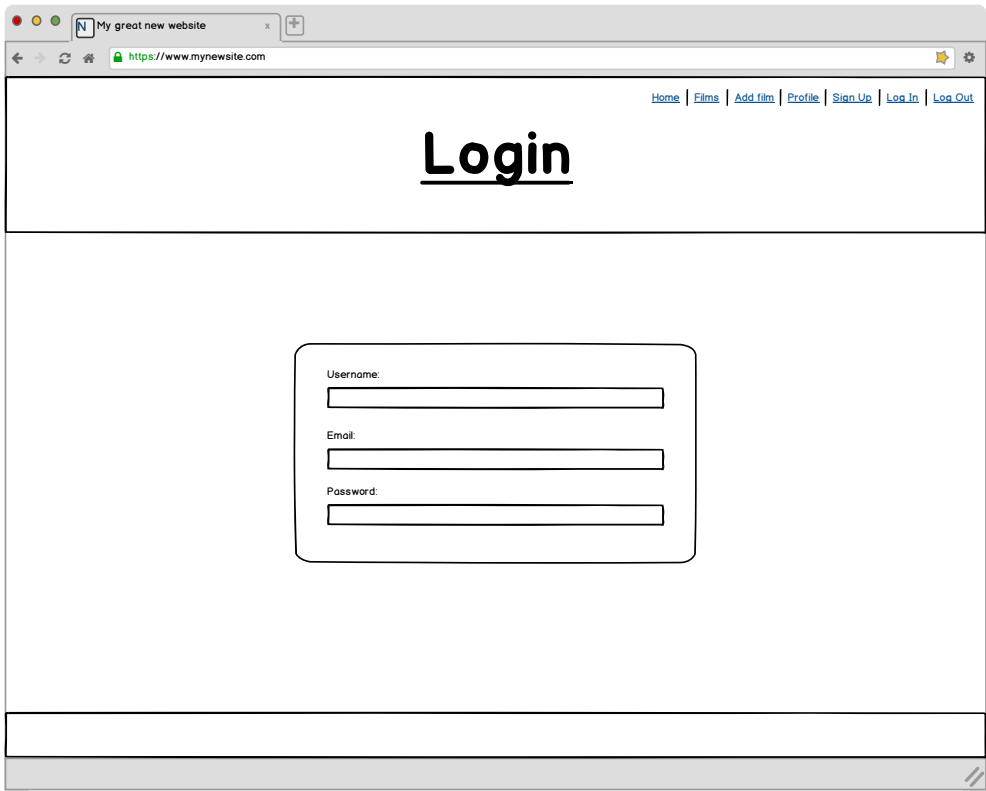 N My great new website x
https://www.mynewsite.com
Home | Films | Add film | Profile | Sign Up | Log In | Log Out
Login
Username:
Email:
Password: